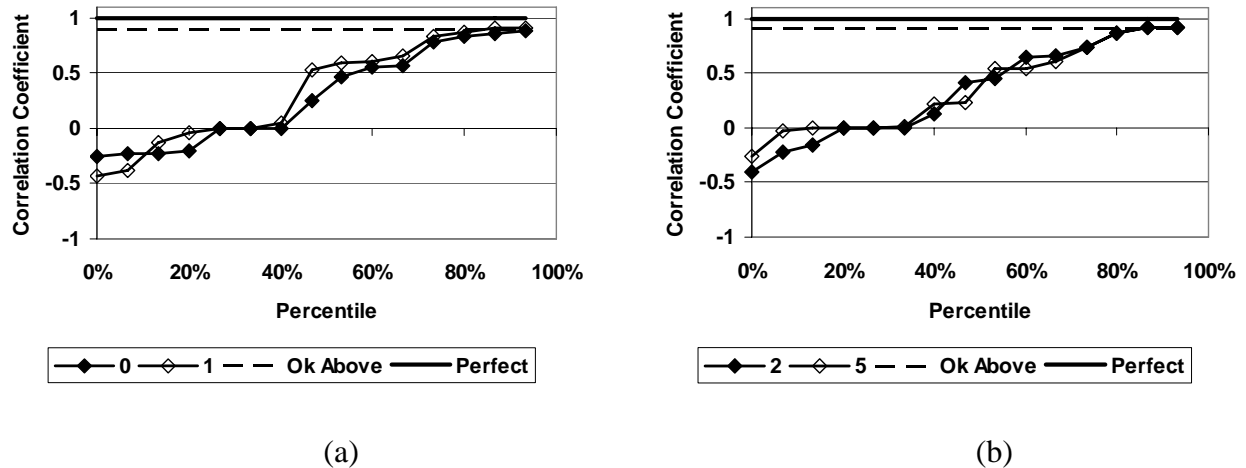 Correlation Coefficient
1
0.5
0
-0.5
-1
0% 20% 40% 60% 80% 100%
Percentile
0 1 Ok Above Perfect
(a)
Correlation Coefficient
1
0.5
0
-0.5
-1
0% 20% 40% 60% 80% 100%
Percentile
2 5 Ok Above Perfect
(b)